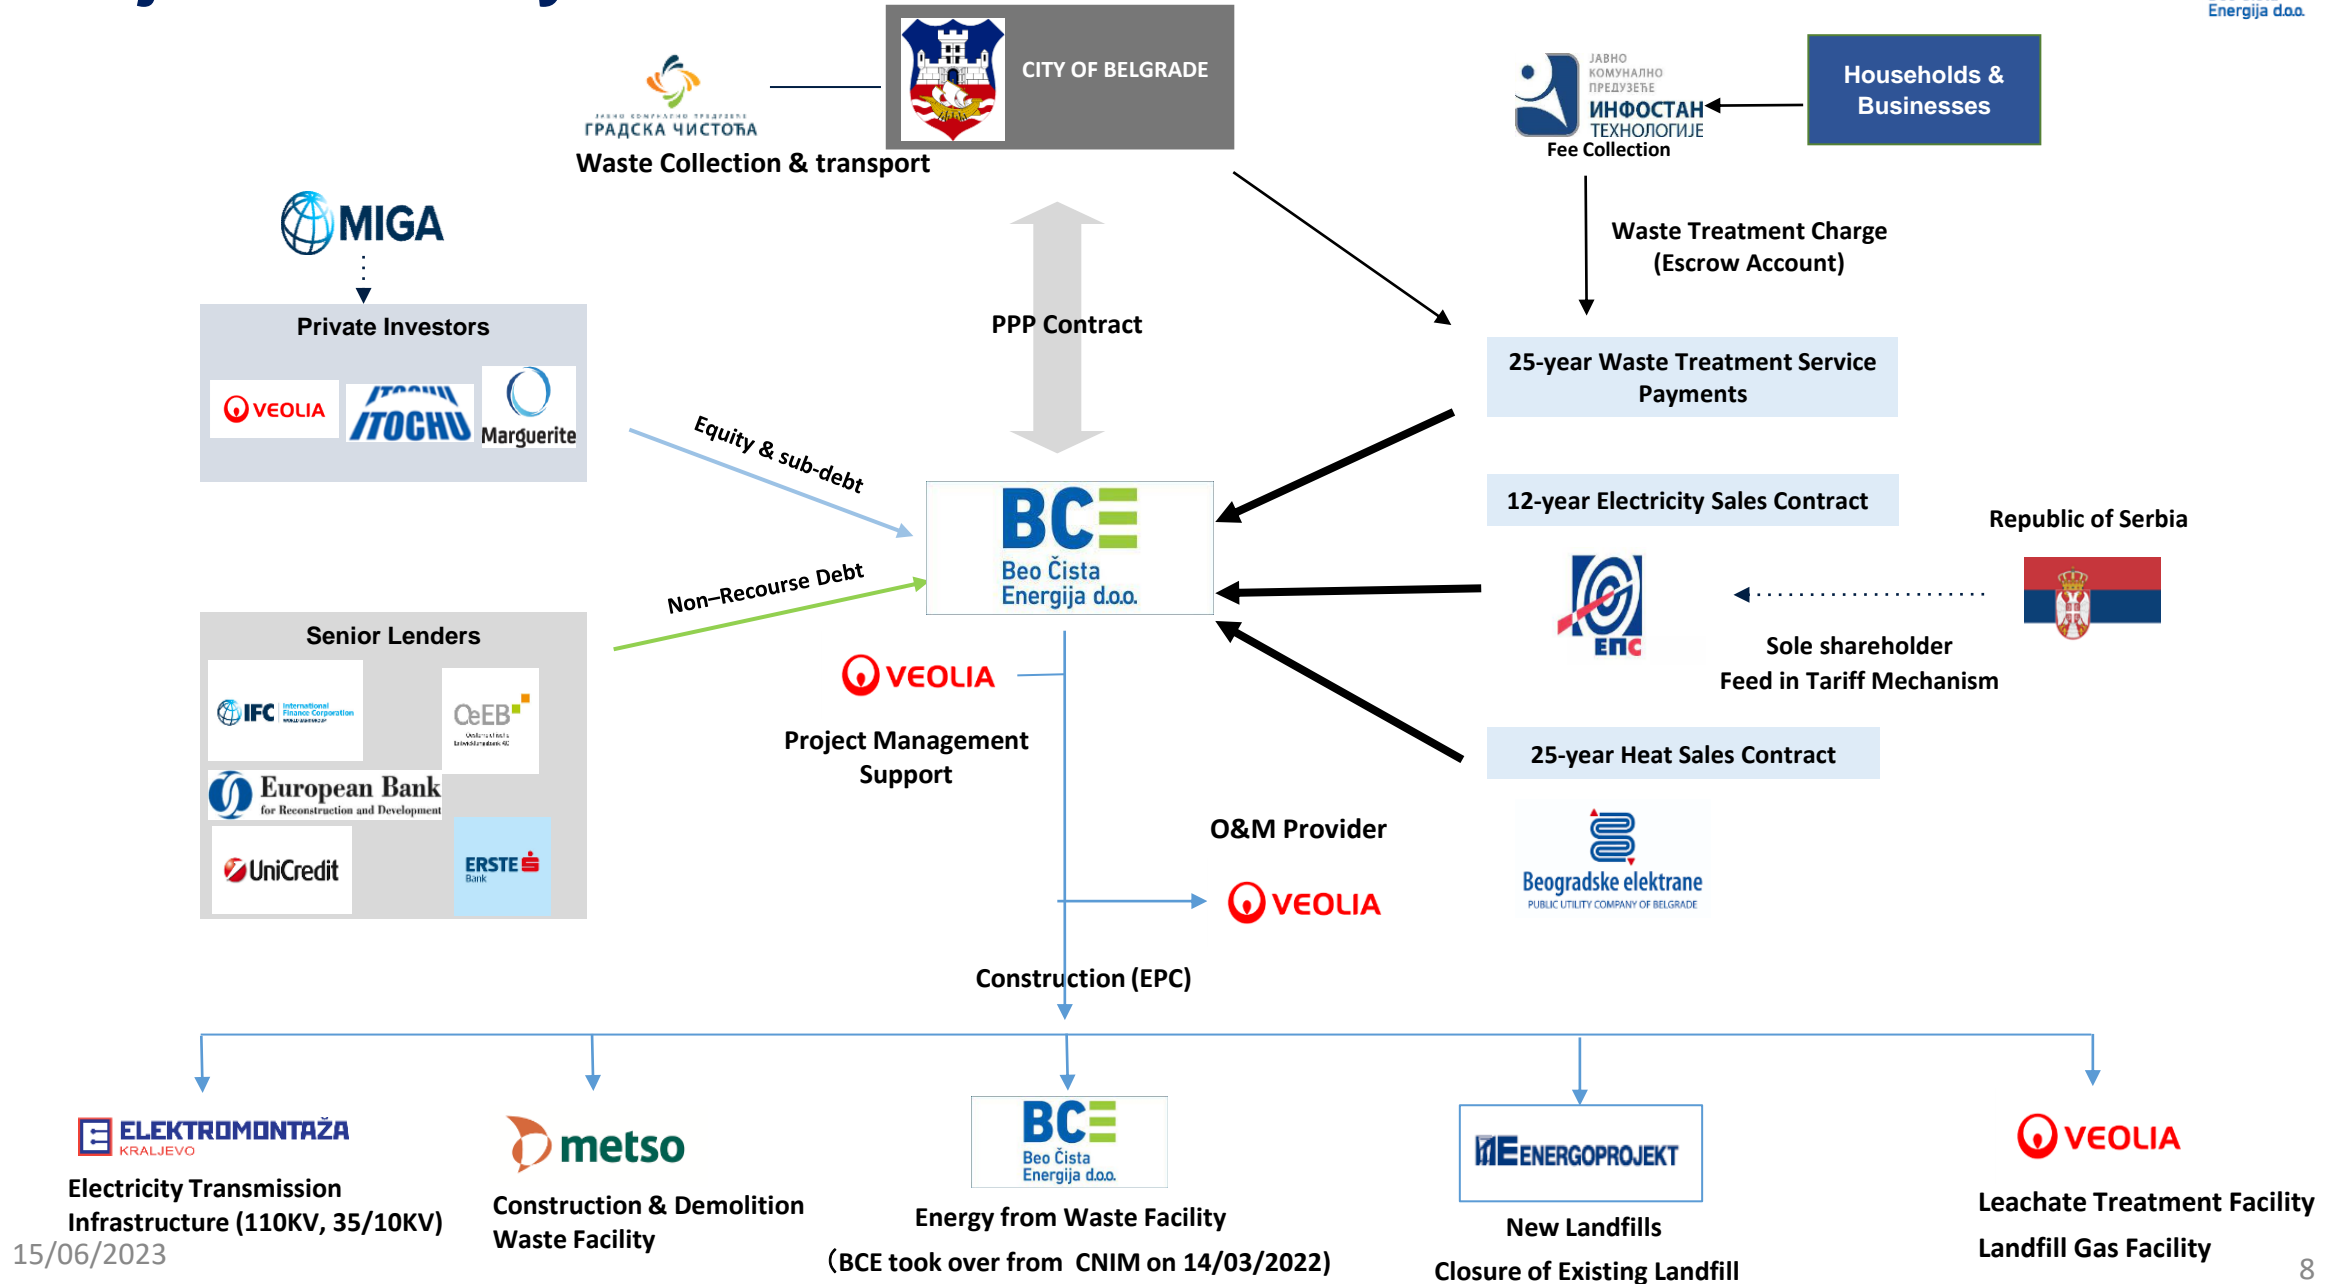 Energija d.o.o.
CITY OF BELGRADE
ГРАДСКА ЧИСТОЋА
Waste Collection & transport
ЈАВНО
КОМУНАЛНО
ПРЕДУЗЕЋЕ
ИНФОСТАН
ТЕХНОЛОГИЈЕ
Fee Collection
Households &
Businesses
MIGA
Waste Treatment Charge
(Escrow Account)
Private Investors
VEOLIA
ITOCHU
Marguerite
PPP Contract
25-year Waste Treatment Service
Payments
Equity & sub-debt
12-year Electricity Sales Contract
BCE
Beo Čista
Energija d.o.o.
Republic of Serbia
ЕПС
Non–Recourse Debt
Sole shareholder
Feed in Tariff Mechanism
Senior Lenders
IFC
International
Finance Corporation
WORLD BANK GROUP
OeEB
European Bank
for Reconstruction and Development
UniCredit
ERSTE
Bank
VEOLIA
Project Management
Support
25-year Heat Sales Contract
O&M Provider
VEOLIA
Beogradske elektrane
PUBLIC UTILITY COMPANY OF BELGRADE
Construction (EPC)
ELEKTROMONTAŽA
KRALJEVO
Electricity Transmission
Infrastructure (110KV, 35/10KV)
metso
Construction & Demolition
Waste Facility
BCE
Beo Čista
Energija d.o.o.
Energy from Waste Facility
(BCE took over from CNIM on 14/03/2022)
ENERGOPROJEKT
New Landfills
Closure of Existing Landfill
VEOLIA
Leachate Treatment Facility
Landfill Gas Facility
15/06/2023
8